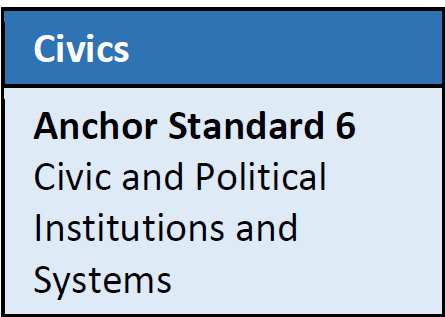 Civics
Anchor Standard 6
Civic and Political
Institutions and
Systems